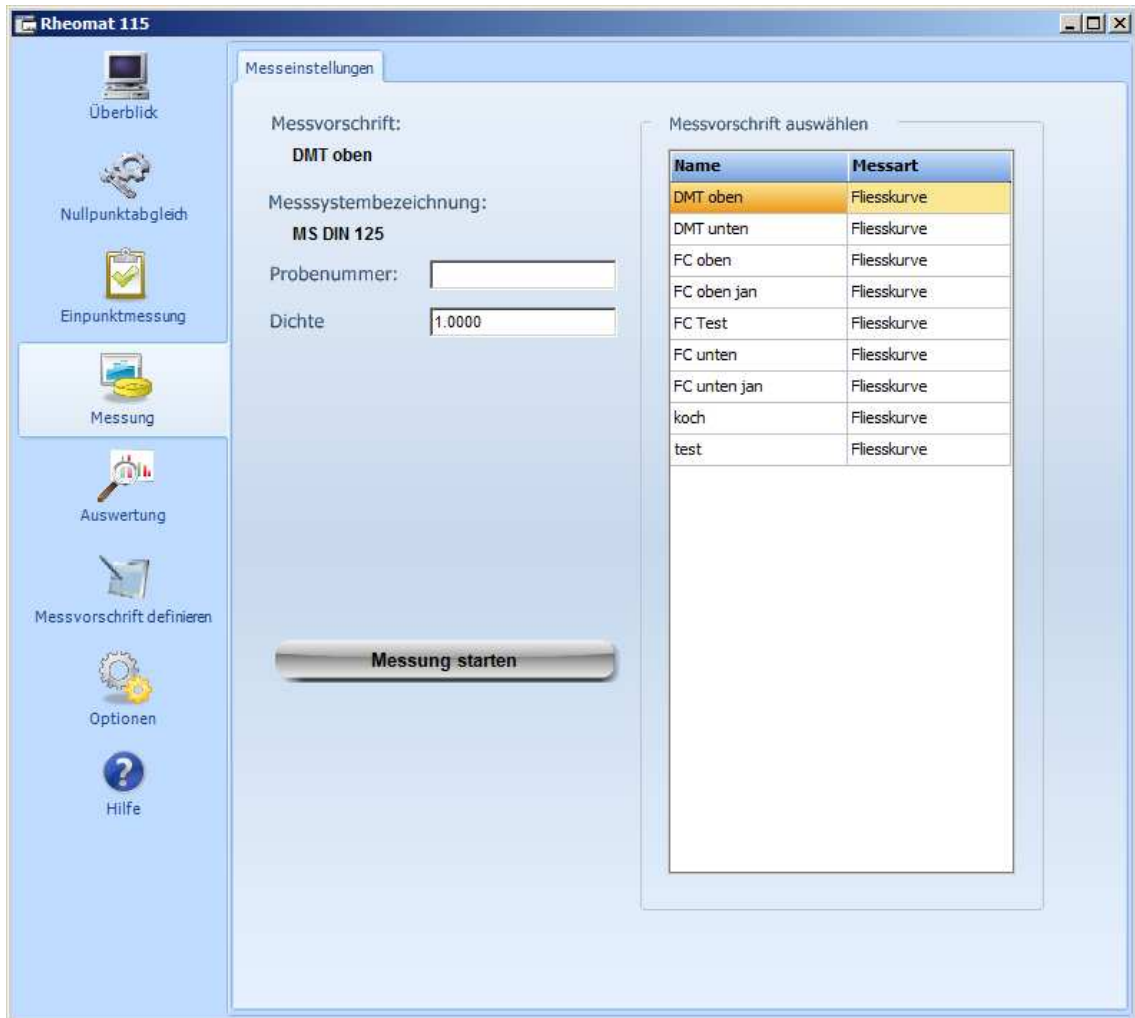 Rheomat 115
Überblick
Nullpunktabgleich
Einpunktmessung
Messung
Auswertung
Messvorschrift definieren
Optionen
Hilfe
Messeinstellungen
Messvorschrift:
DMT oben
Messsystembezeichnung:
MS DIN 125
Probenummer:
Dichte 1.0000
Messung starten
Messvorschrift auswählen
Name Messart
DMT oben Fliesskurve
DMT unten Fliesskurve
FC oben Fliesskurve
FC oben jan Fliesskurve
FC Test Fliesskurve
FC unten Fliesskurve
FC unten jan Fliesskurve
koch Fliesskurve
test Fliesskurve